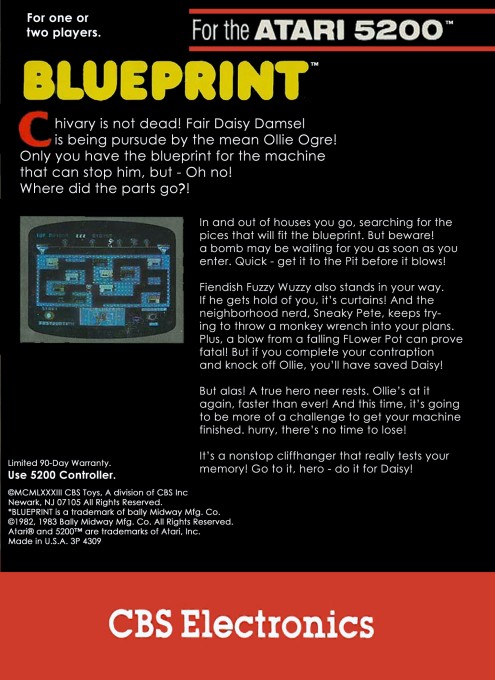 For one or
two players.
For the ATARI 5200™
BLUEPRINT™
Chivary is not dead! Fair Daisy Damsel
is being pursude by the mean Ollie Ogre!
Only you have the blueprint for the machine
that can stop him, but - Oh no!
Where did the parts go?!
In and out of houses you go, searching for the
pices that will fit the blueprint. But beware!
a bomb may be waiting for you as soon as you
enter. Quick - get it to the Pit before it blows!
Fiendish Fuzzy Wuzzy also stands in your way.
If he gets hold of you, it's curtains! And the
neighborhood nerd, Sneaky Pete, keeps try-
ing to throw a monkey wrench into your plans.
Plus, a blow from a falling FLower Pot can prove
fatal! But if you complete your contraption
and knock off Ollie, you'll have saved Daisy!
But alas! A true hero neer rests. Ollie's at it
again, faster than ever! And this time, it's going
to be more of a challenge to get your machine
finished. hurry, there's no time to lose!
It's a nonstop cliffhanger that really tests your
memory! Go to it, hero - do it for Daisy!
Limited 90-Day Warranty.
Use 5200 Controller.
©MCMLXXXIII CBS Toys, A division of CBS Inc
Newark, NJ 07105 All Rights Reserved.
*BLUEPRINT is a trademark of bally Midway Mfg. Co.
©1982, 1983 Bally Midway Mfg. Co. All Rights Reserved.
Atari® and 5200™ are trademarks of Atari, Inc.
Made in U.S.A. 3P 4309
CBS Electronics